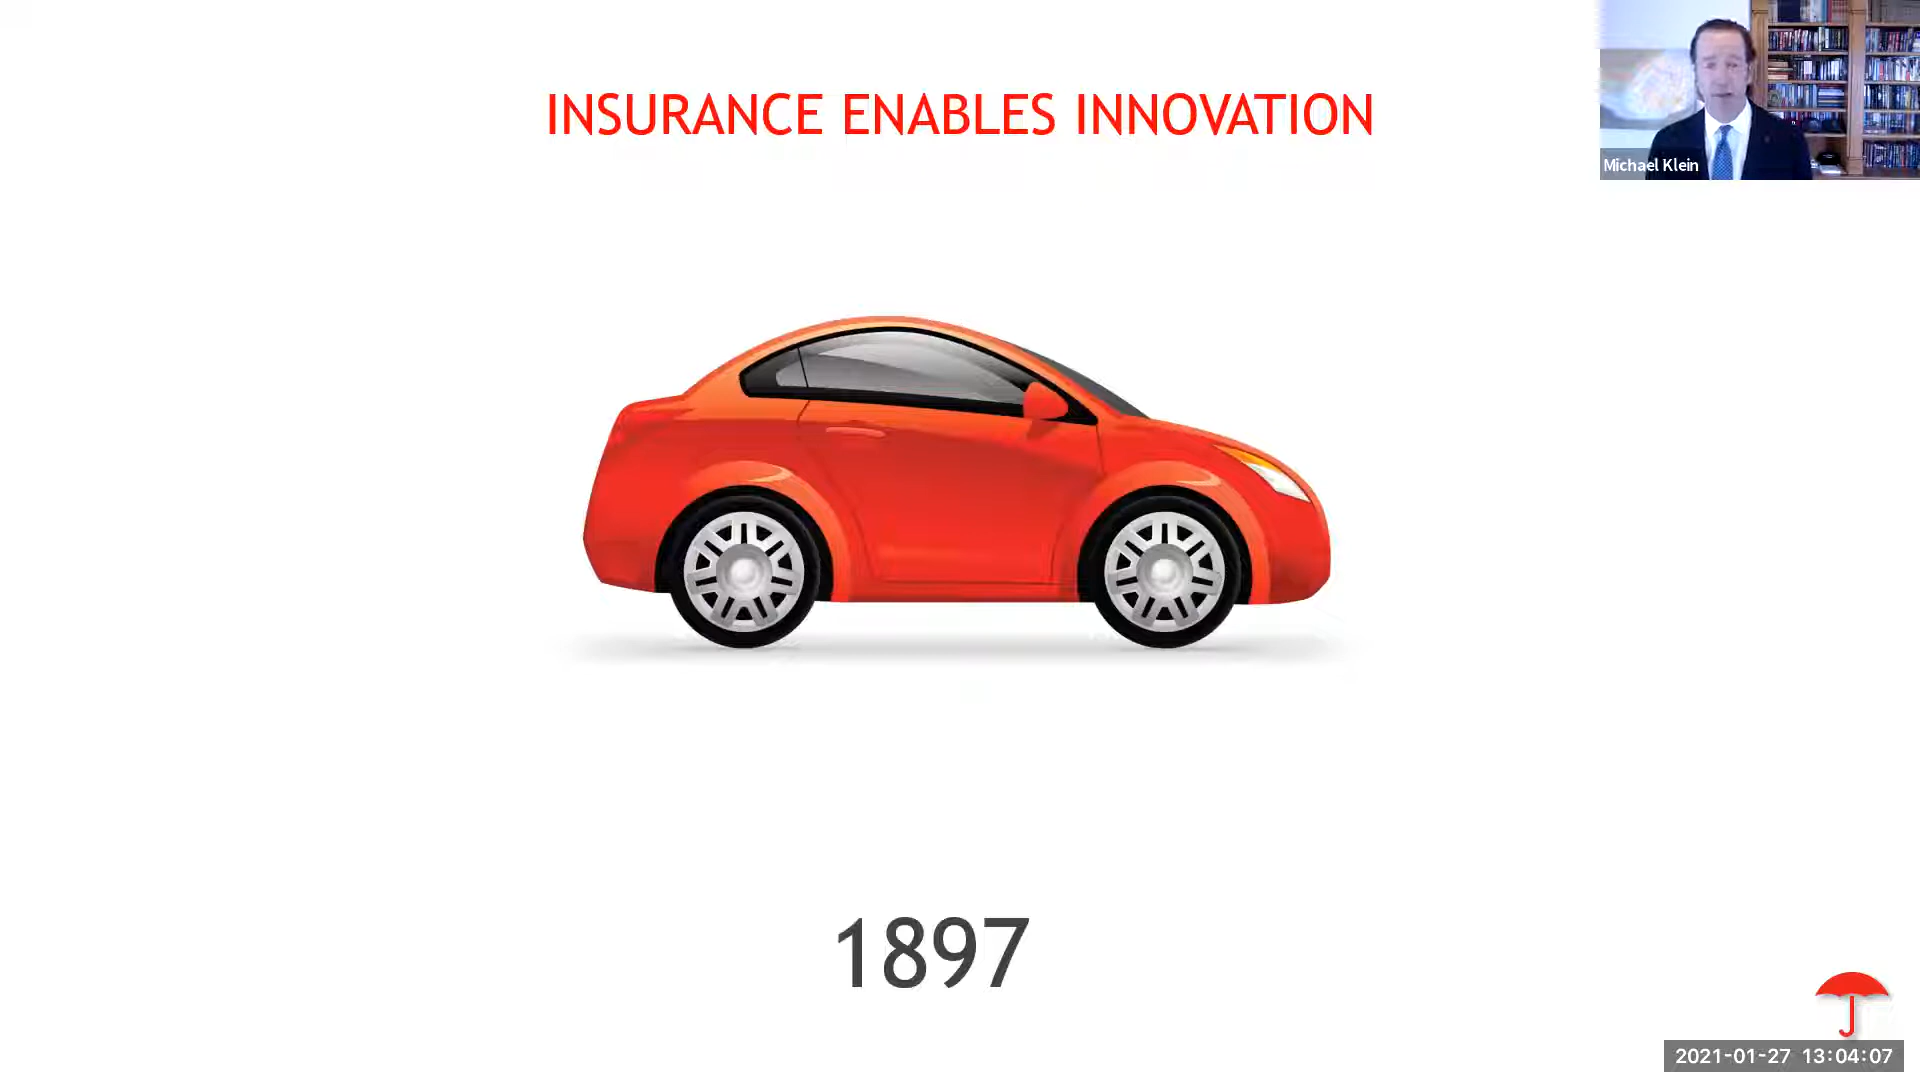 INSURANCE ENABLES INNOVATION
Michael Klein
1897
2021-01-27 13:04:07